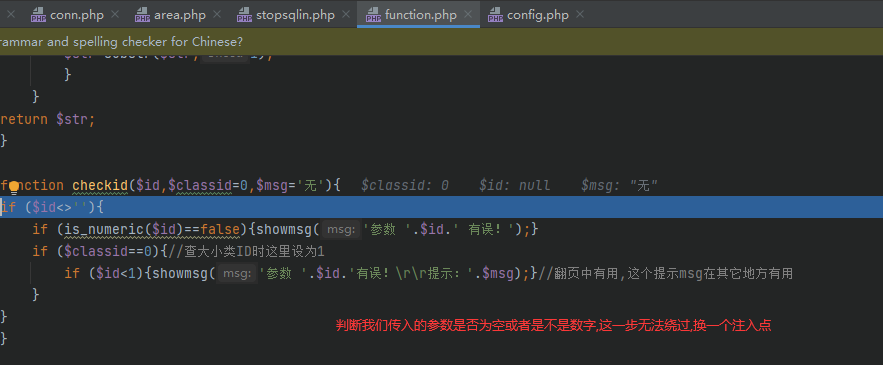 conn.php × area.php × stopsqlin.php × function.php × config.php ×
rammar and spelling checker for Chinese?
}
}
return $str;
}
function checkid($id,$classid=0,$msg='无'){ $classid: 0 $id: null $msg: "无"
if ($id<>''){
if (is_numeric($id)==false){showmsg( msg: '参数 '.$id.' 有误！');}
if ($classid==0){//查大小类ID时这里设为1
if ($id<1){showmsg( msg: '参数 '.$id.'有误！\r\r提示：'.$msg);}//翻页中有用,这个提示msg在其它地方有用
}
}
}
判断我们传入的参数是否为空或者是不是数字,这一步无法绕过,换一个注入点